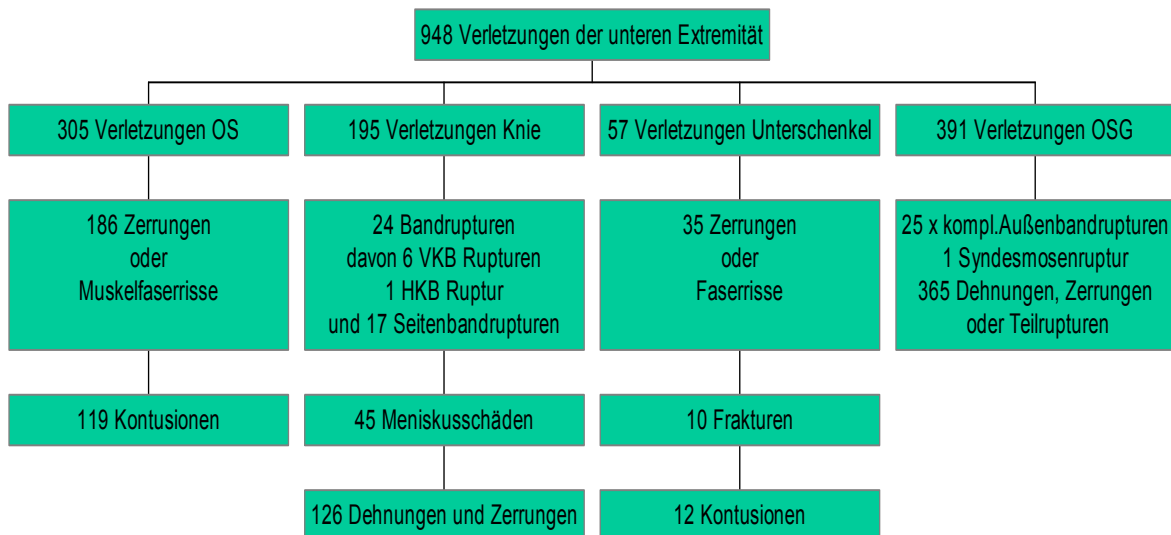 948 Verletzungen der unteren Extremität
305 Verletzungen OS
195 Verletzungen Knie
57 Verletzungen Unterschenkel
391 Verletzungen OSG
186 Zerrungen
oder
Muskelfaserrisse
24 Bandrupturen
davon 6 VKB Rupturen
1 HKB Ruptur
und 17 Seitenbandrupturen
35 Zerrungen
oder
Faserrisse
25 x kompl.Außenbandrupturen
1 Syndesmosenruptur
365 Dehnungen, Zerrungen
oder Teilrupturen
119 Kontusionen
45 Meniskusschäden
10 Frakturen
126 Dehnungen und Zerrungen
12 Kontusionen